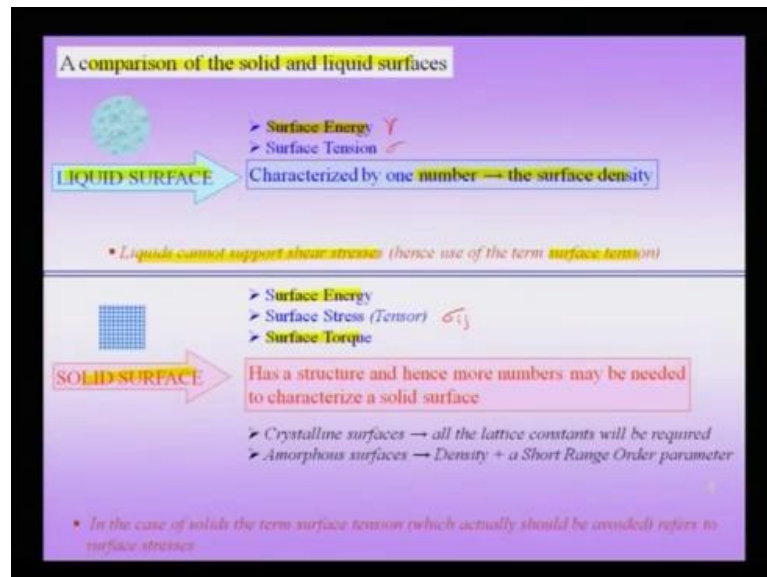 A comparison of the solid and liquid surfaces
➤ Surface Energy γ
➤ Surface Tension σ
LIQUID SURFACE
Characterized by one number → the surface density
▪ Liquids cannot support shear stresses (hence use of the term surface tension)
➤ Surface Energy
➤ Surface Stress (Tensor) σij
➤ Surface Torque
SOLID SURFACE
Has a structure and hence more numbers may be needed
to characterize a solid surface
➤ Crystalline surfaces → all the lattice constants will be required
➤ Amorphous surfaces → Density + a Short Range Order parameter
▪ In the case of solids the term surface tension (which actually should be avoided) refers to
surface stresses